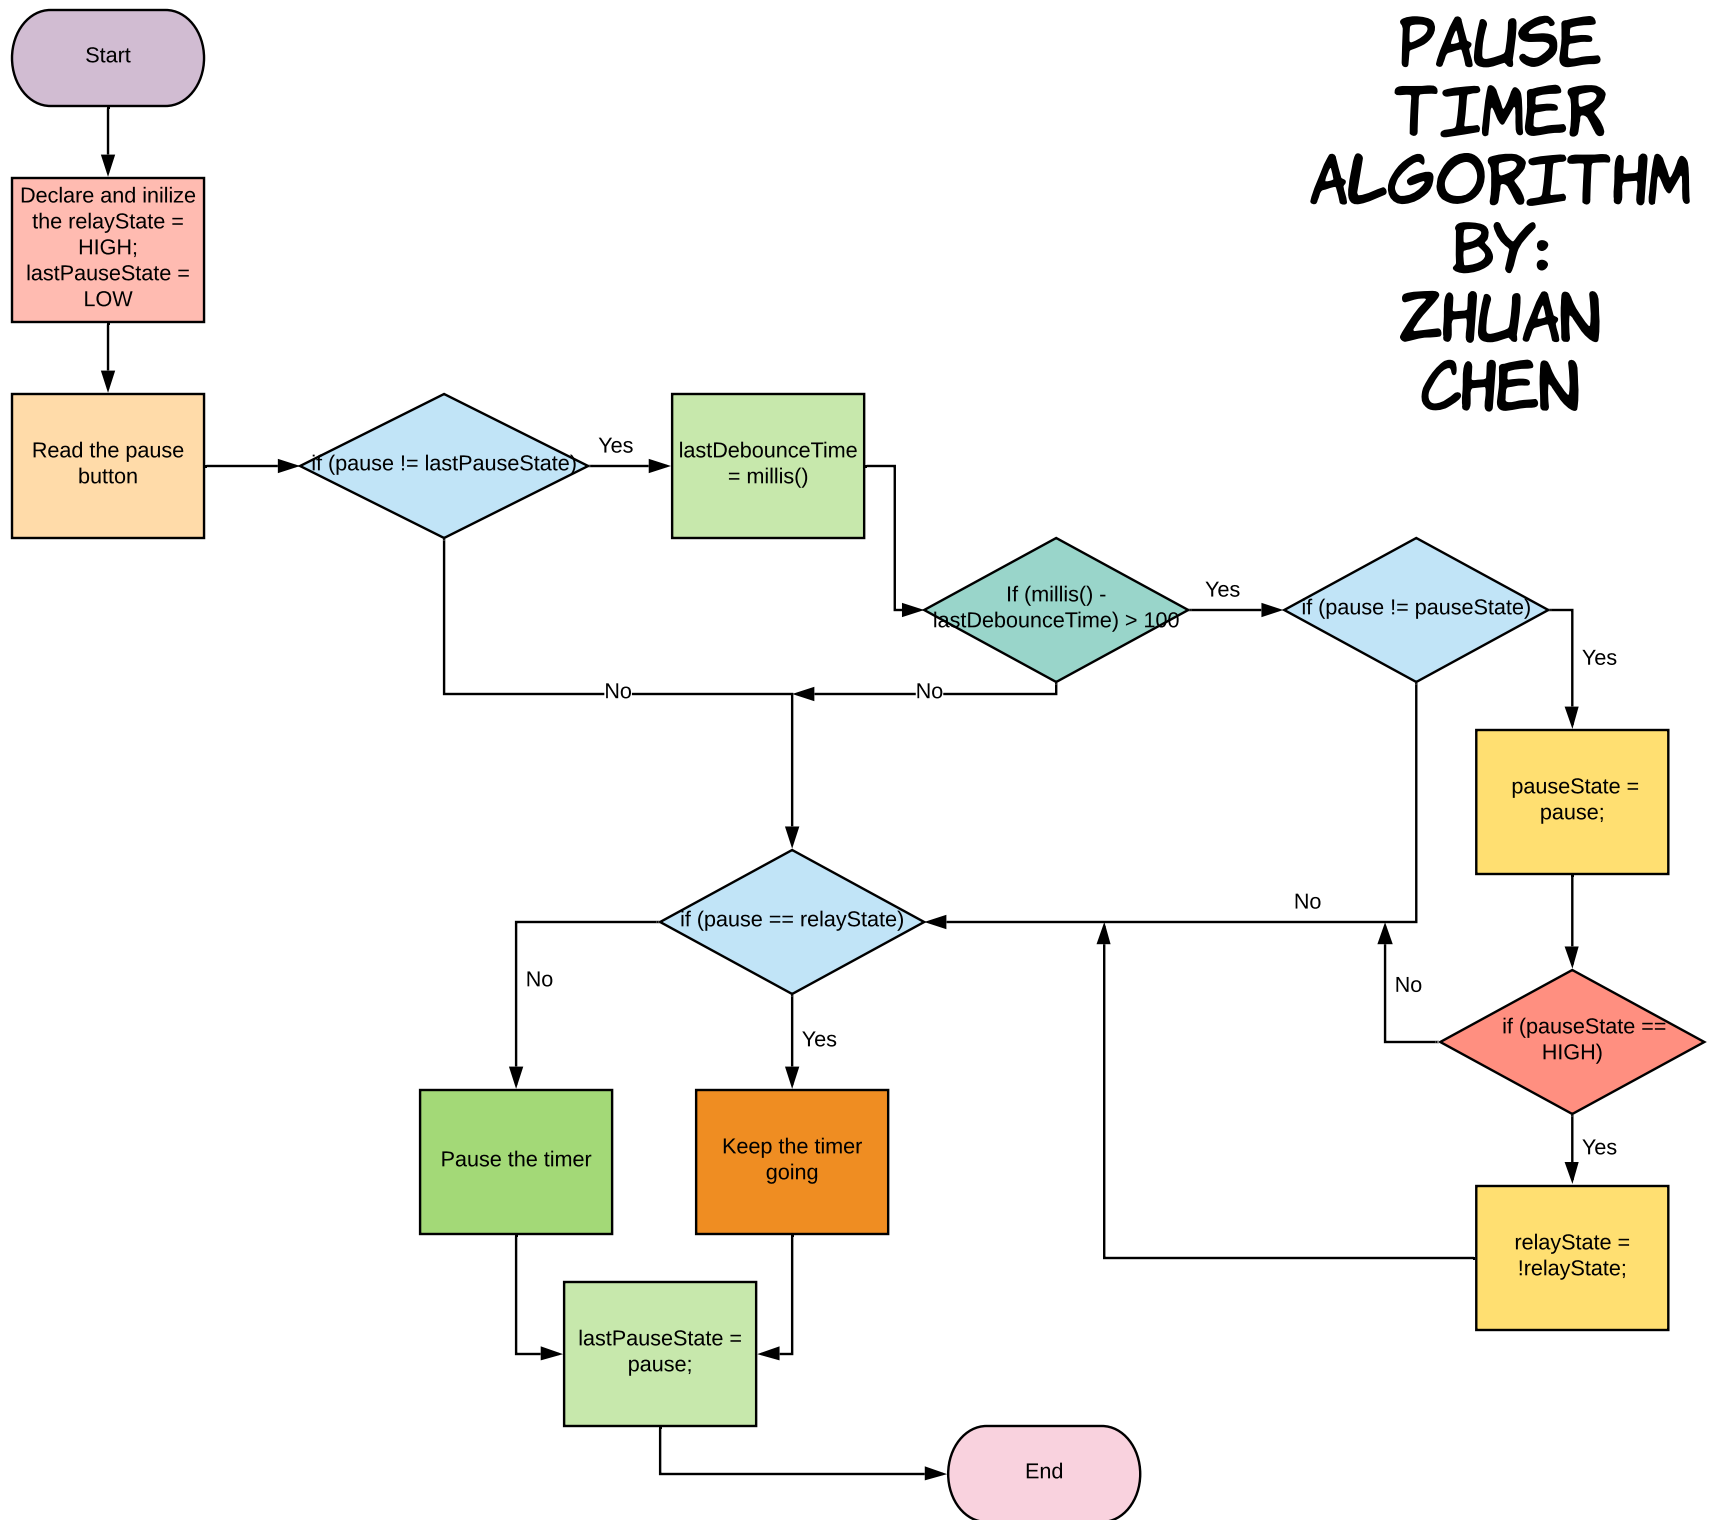 PAUSE
TIMER
ALGORITHM
BY:
ZHUAN
CHEN
Start
Declare and inilize
the relayState =
HIGH;
lastPauseState =
LOW
Read the pause
button
if (pause != lastPauseState)
Yes
lastDebounceTime
= millis()
If (millis() -
lastDebounceTime) > 100
Yes
if (pause != pauseState)
Yes
No
No
pauseState =
pause;
if (pause == relayState)
No
No
No
if (pauseState ==
HIGH)
Yes
Yes
Pause the timer
Keep the timer
going
relayState =
!relayState;
lastPauseState =
pause;
End